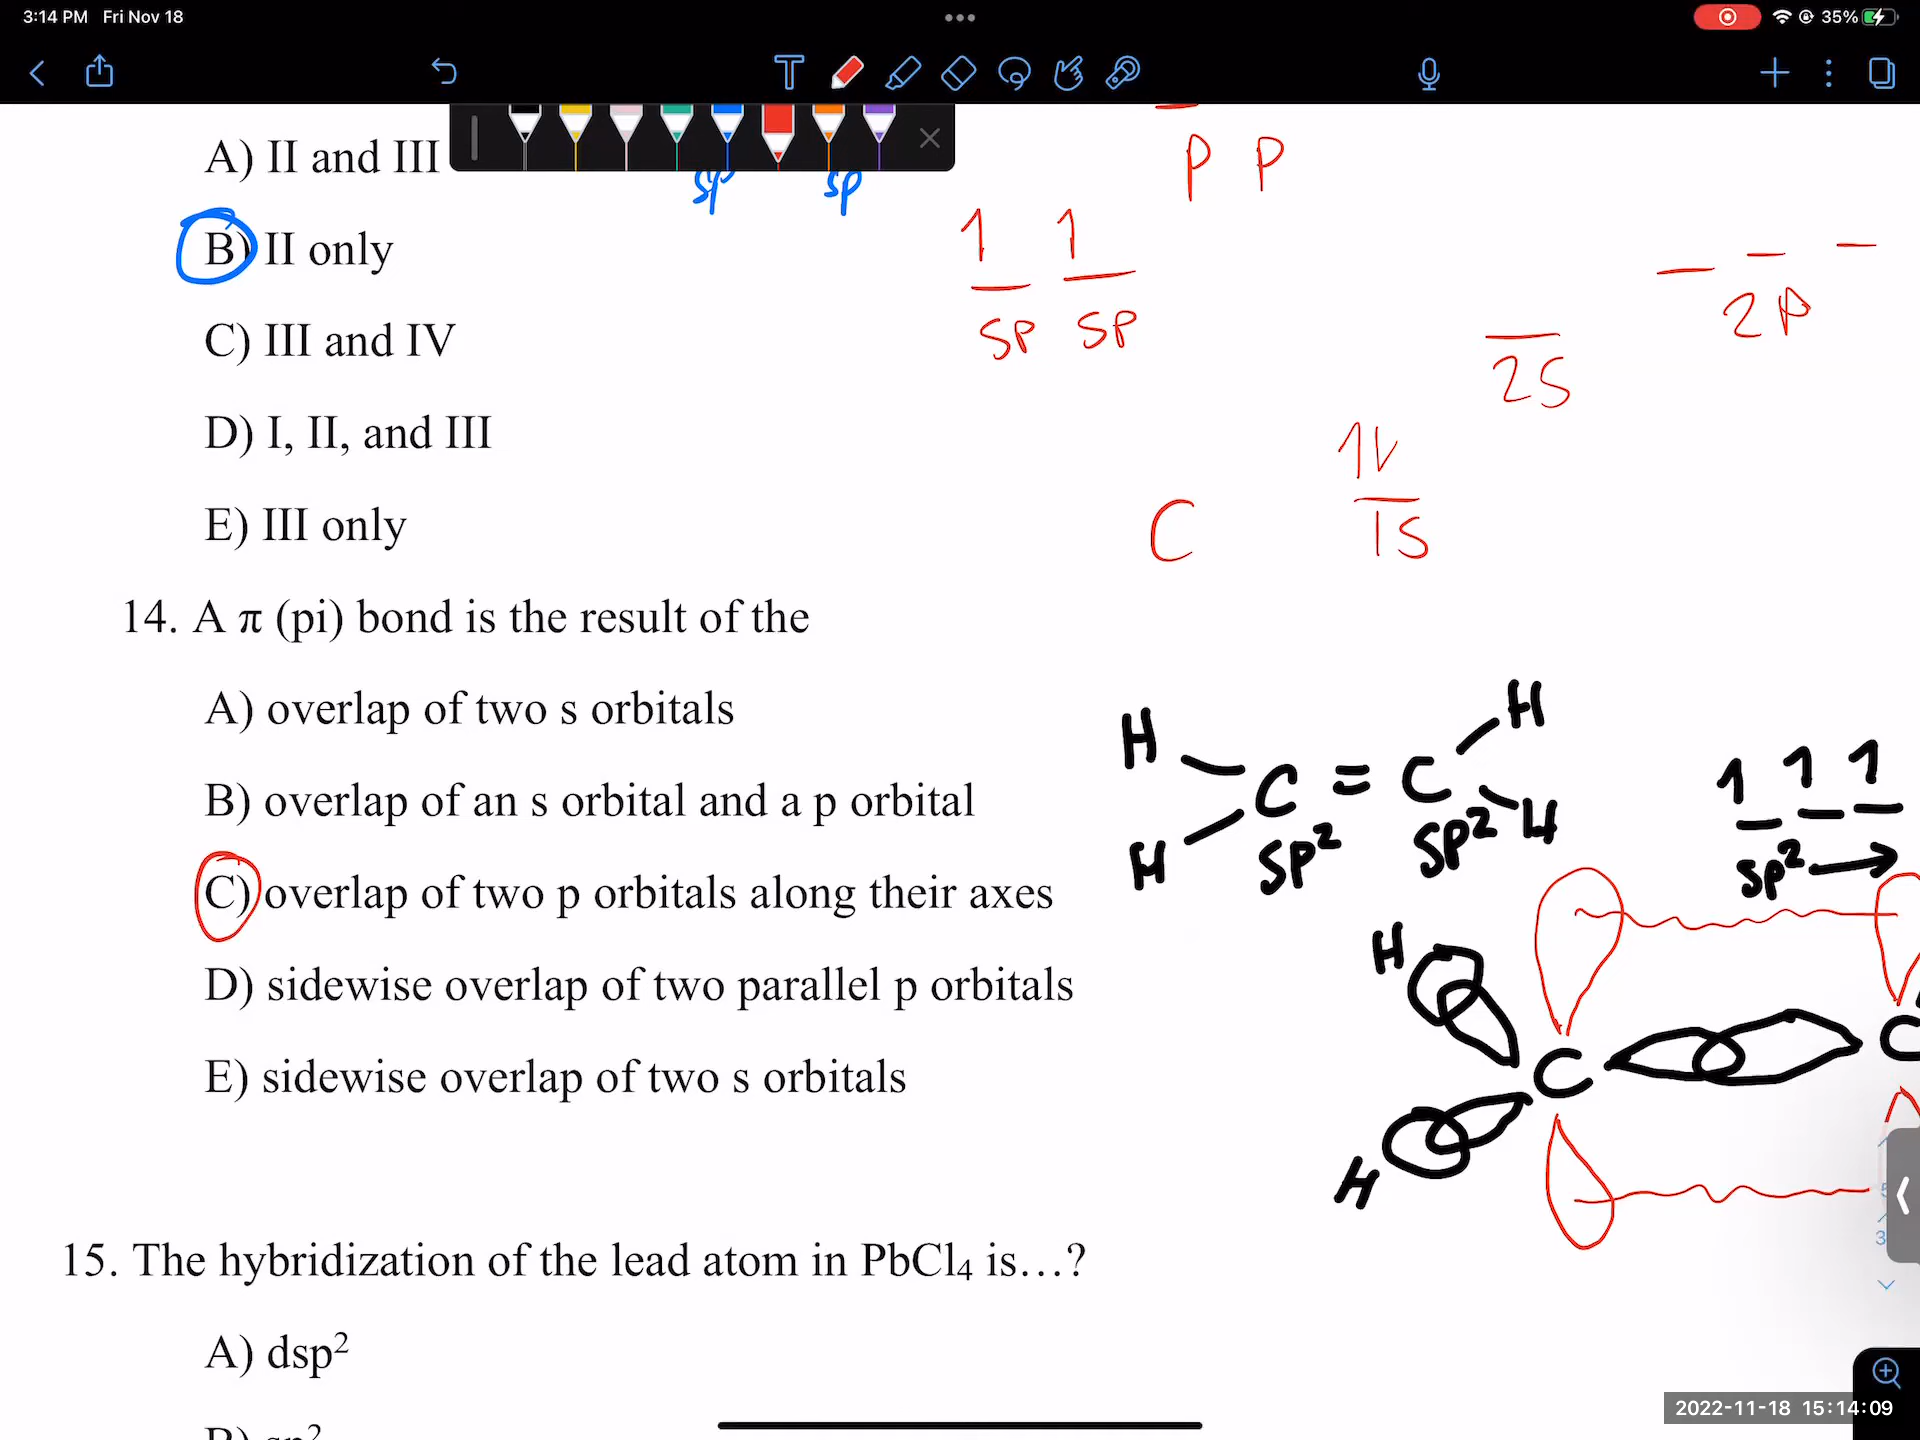 3:14 PM Fri Nov 18
35%
A) II and III
sp sp
P P
B) II only
1 1
SP SP
2P
C) III and IV
2S
D) I, II, and III
1
1S
C
E) III only
14. A π (pi) bond is the result of the
A) overlap of two s orbitals
H H
C = C
1 1 1
B) overlap of an s orbital and a p orbital
H SP² SP² H
SP²
C) overlap of two p orbitals along their axes
H
D) sidewise overlap of two parallel p orbitals
C C
E) sidewise overlap of two s orbitals
H
15. The hybridization of the lead atom in PbCl₄ is…?
A) dsp²
2022-11-18 15:14:09